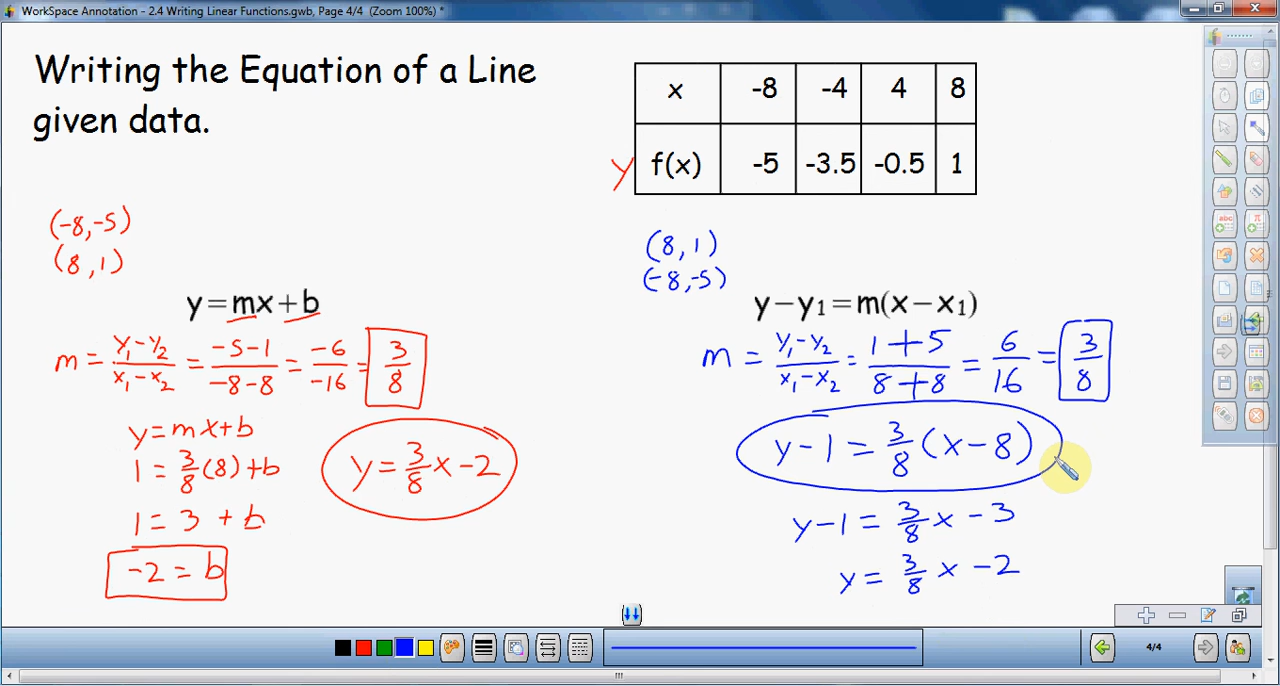 WorkSpace Annotation - 2.4 Writing Linear Functions.gwb, Page 4/4 (Zoom 100%) *
Writing the Equation of a Line
given data.
x -8 -4 4 8
y f(x) -5 -3.5 -0.5 1
(-8,-5)
(8,1)
y=mx+b
m = y₁-y₂/x₁-x₂ = -5-1/-8-8 = -6/-16 = 3/8
y=mx+b
1 = 3/8(8)+b
1 = 3 + b
-2 = b
y = 3/8x-2
(8,1)
(-8,-5)
y-y₁=m(x-x₁)
m = y₁-y₂/x₁-x₂ = 1+5/8+8 = 6/16 = 3/8
y-1 = 3/8(x-8)
y-1 = 3/8x-3
y = 3/8x-2
4/4